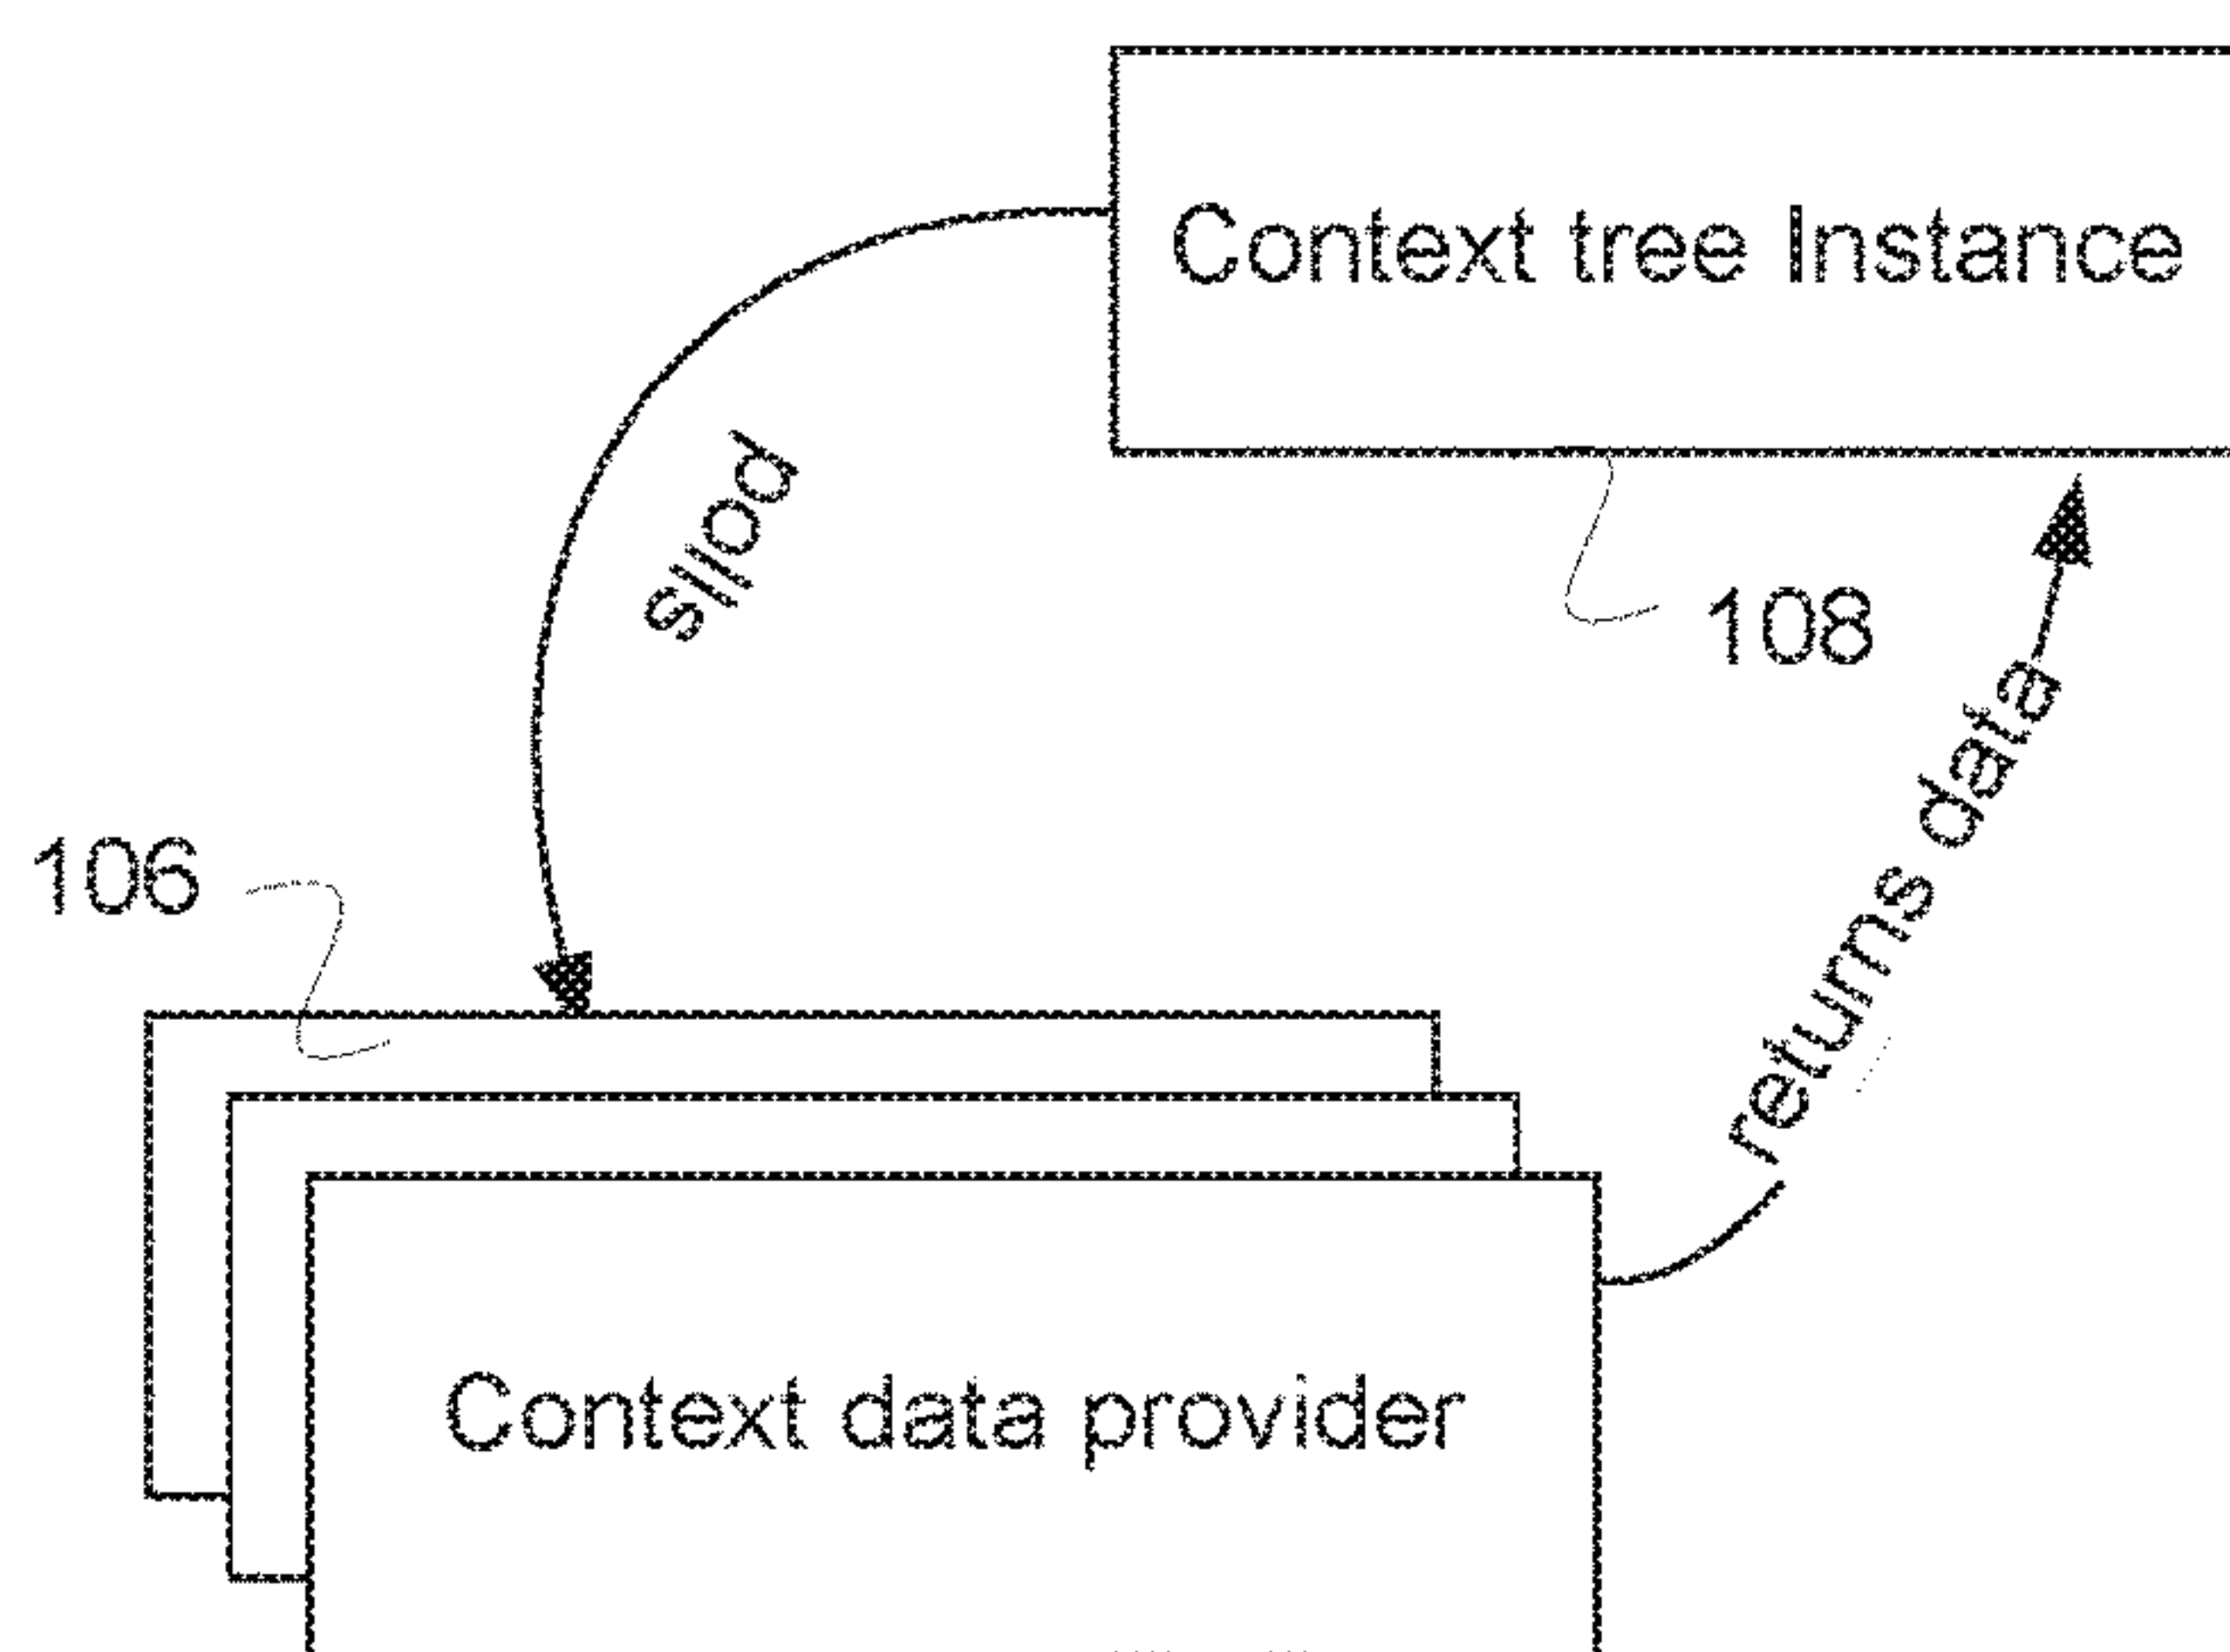 Context tree Instance
polls
108
returns data
106
Context data provider